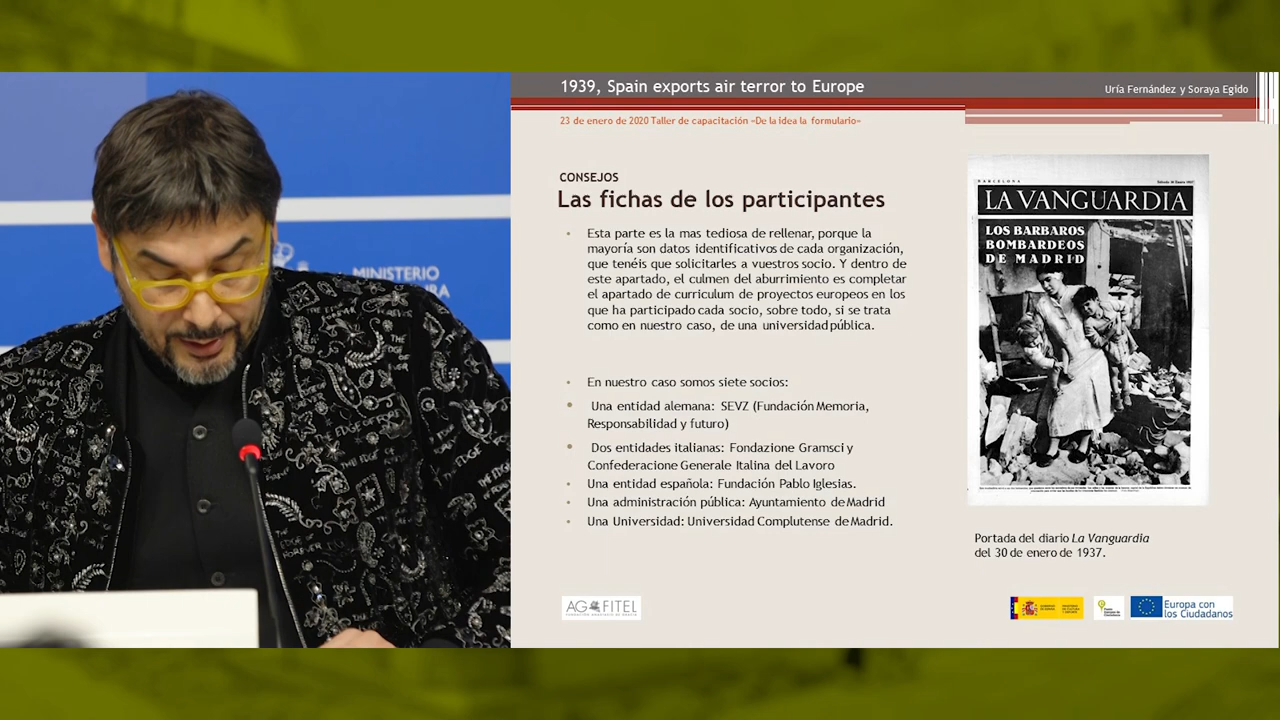 1939, Spain exports air terror to Europe
Uría Fernández y Soraya Egido
23 de enero de 2020 Taller de capacitación «De la idea la formulario»
CONSEJOS
Las fichas de los participantes
• Esta parte es la mas tediosa de rellenar, porque la
mayoría son datos identificativos de cada organización,
que tenéis que solicitarles a vuestros socio. Y dentro de
este apartado, el culmen del aburrimiento es completar
el apartado de curriculum de proyectos europeos en los
que ha participado cada socio, sobre todo, si se trata
como en nuestro caso, de una universidad pública.
• En nuestro caso somos siete socios:
• Una entidad alemana: SEVZ (Fundación Memoria,
Responsabilidad y futuro)
• Dos entidades italianas: Fondazione Gramsci y
Confederacione Generale Italina del Lavoro
• Una entidad española: Fundación Pablo Iglesias.
• Una administración pública: Ayuntamiento de Madrid
• Una Universidad: Universidad Complutense de Madrid.
BARCELONA
LA VANGUARDIA
LOS BARBAROS
BOMBARDEOS
DE MADRID
Portada del diario La Vanguardia
del 30 de enero de 1937.
MINISTERIO
AGFITEL
Europa con
los Ciudadanos
THE EDGE OF FOREVER